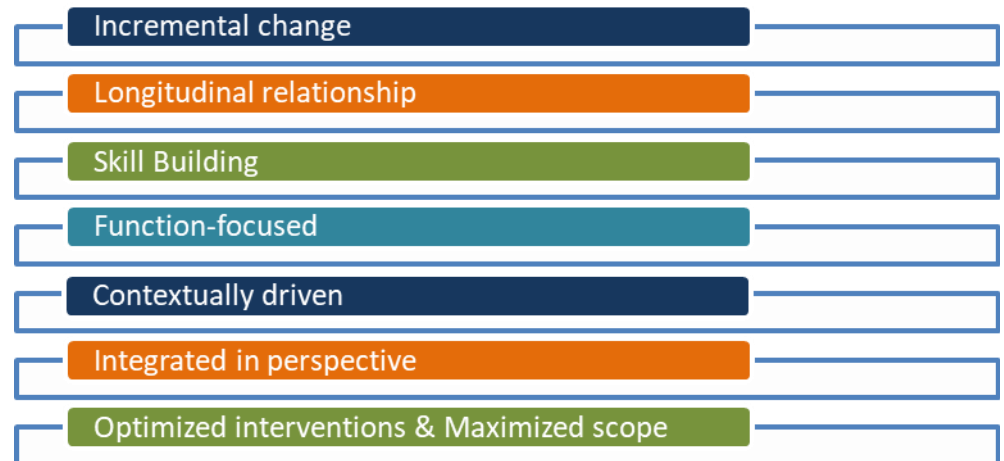 Incremental change
Longitudinal relationship
Skill Building
Function-focused
Contextually driven
Integrated in perspective
Optimized interventions & Maximized scope